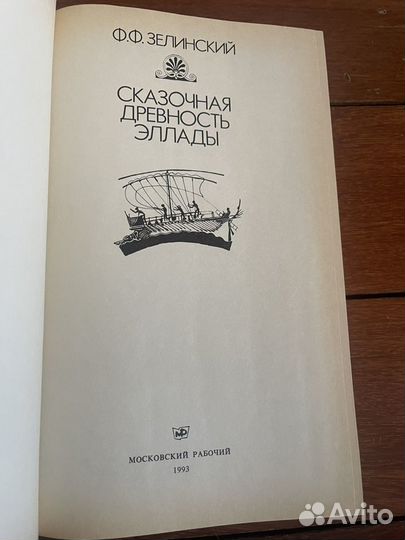 Ф.Ф. ЗЕЛИНСКИЙ
СКАЗОЧНАЯ
ДРЕВНОСТЬ
ЭЛЛАДЫ
МР
МОСКОВСКИЙ РАБОЧИЙ
1993
Avito